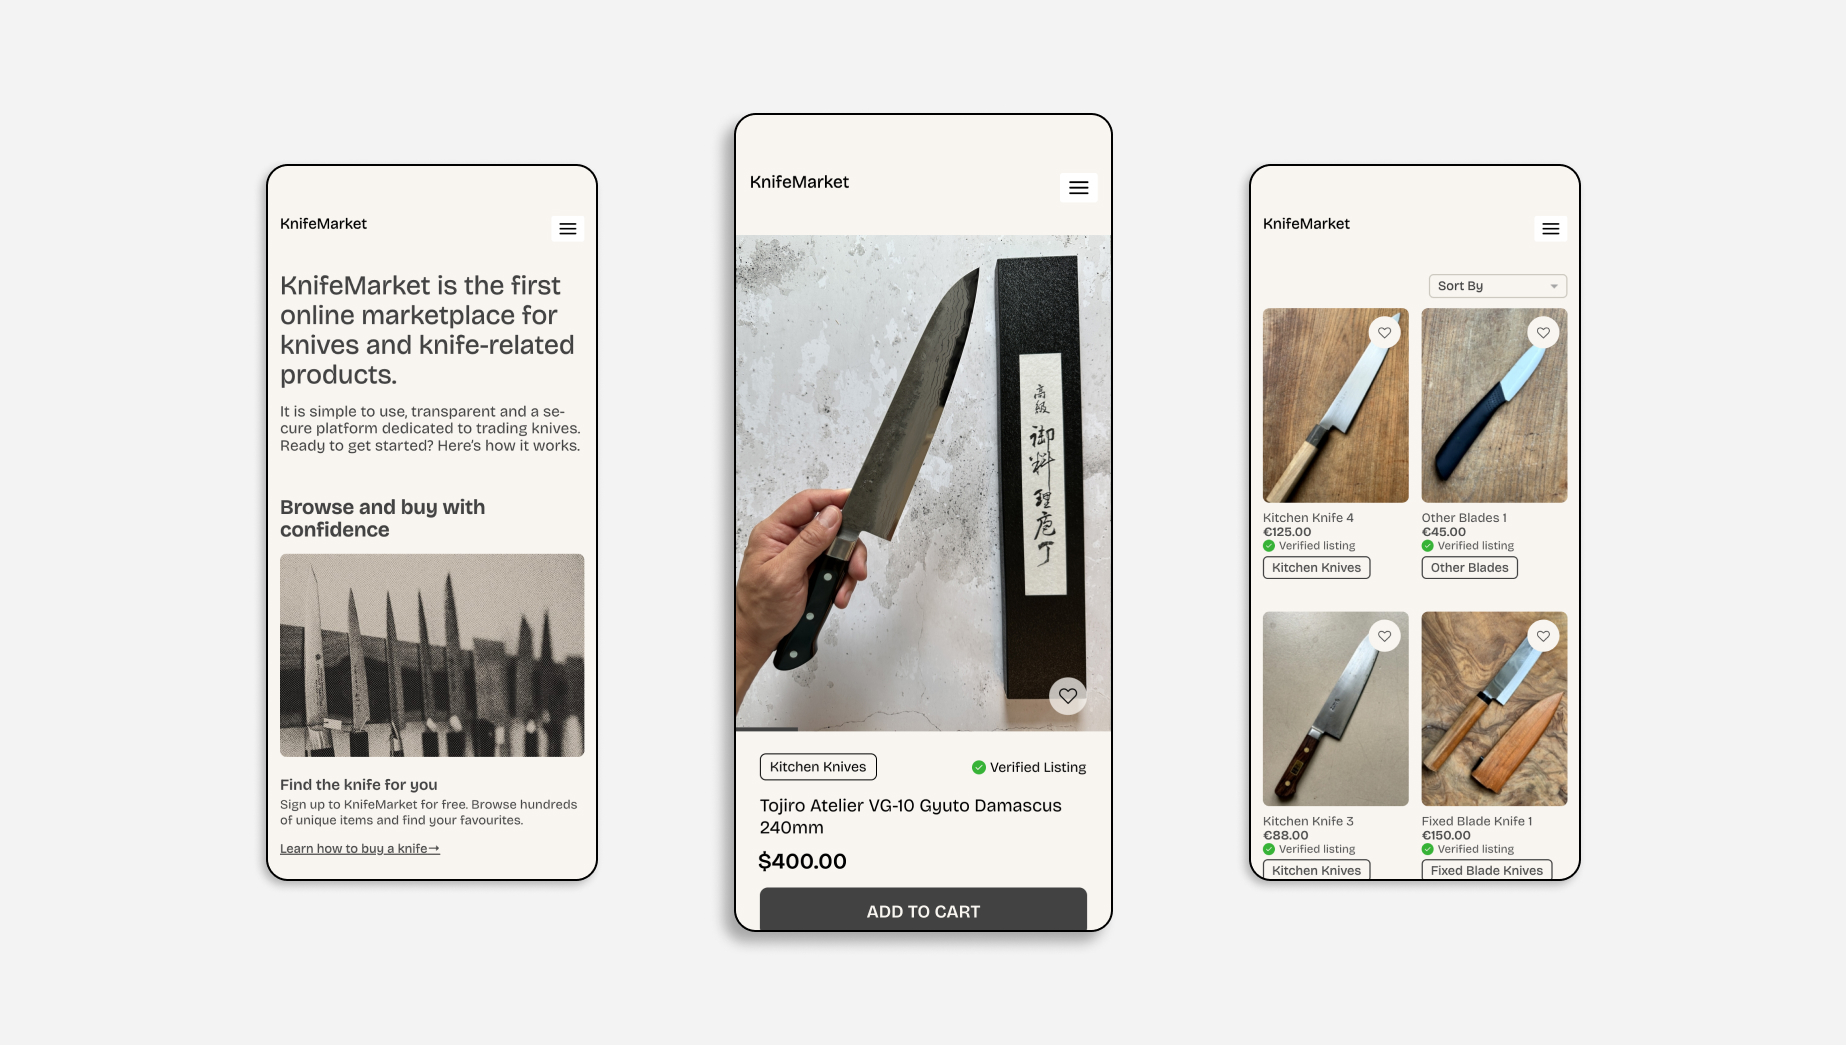 KnifeMarket
KnifeMarket is the first
online marketplace for
knives and knife-related
products.
It is simple to use, transparent and a se-
cure platform dedicated to trading knives.
Ready to get started? Here's how it works.
Browse and buy with
confidence
Find the knife for you
Sign up to KnifeMarket for free. Browse hundreds
of unique items and find your favourites.
Learn how to buy a knife→
KnifeMarket
高級
御料理庖丁
Kitchen Knives
Verified Listing
Tojiro Atelier VG-10 Gyuto Damascus
240mm
$400.00
ADD TO CART
KnifeMarket
Sort By
Kitchen Knife 4
€125.00
Verified listing
Kitchen Knives
Other Blades 1
€45.00
Verified listing
Other Blades
Kitchen Knife 3
€88.00
Verified listing
Kitchen Knives
Fixed Blade Knife 1
€150.00
Verified listing
Fixed Blade Knives